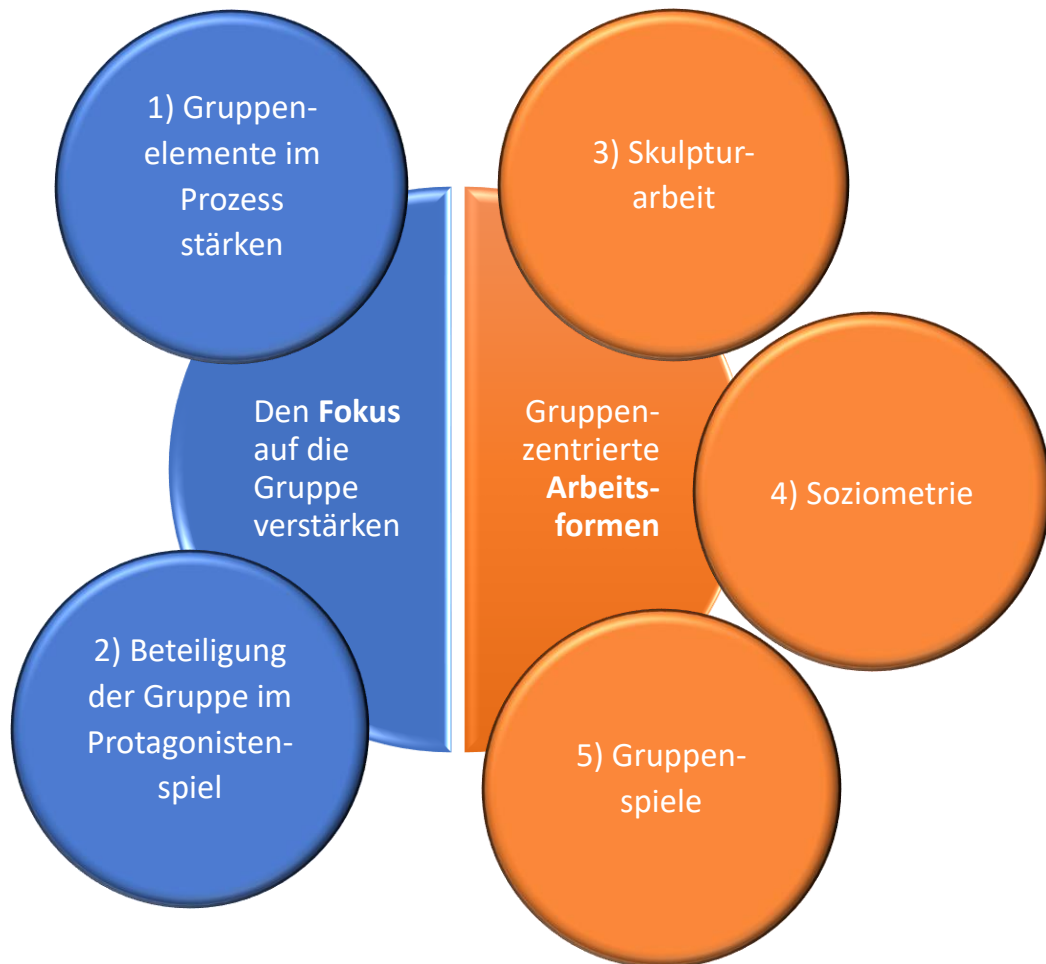 1) Gruppen-
elemente im
Prozess
stärken
Den Fokus
auf die
Gruppe
verstärken
2) Beteiligung
der Gruppe im
Protagonisten-
spiel
Gruppen-
zentrierte
Arbeits-
formen
3) Skulptur-
arbeit
4) Soziometrie
5) Gruppen-
spiele